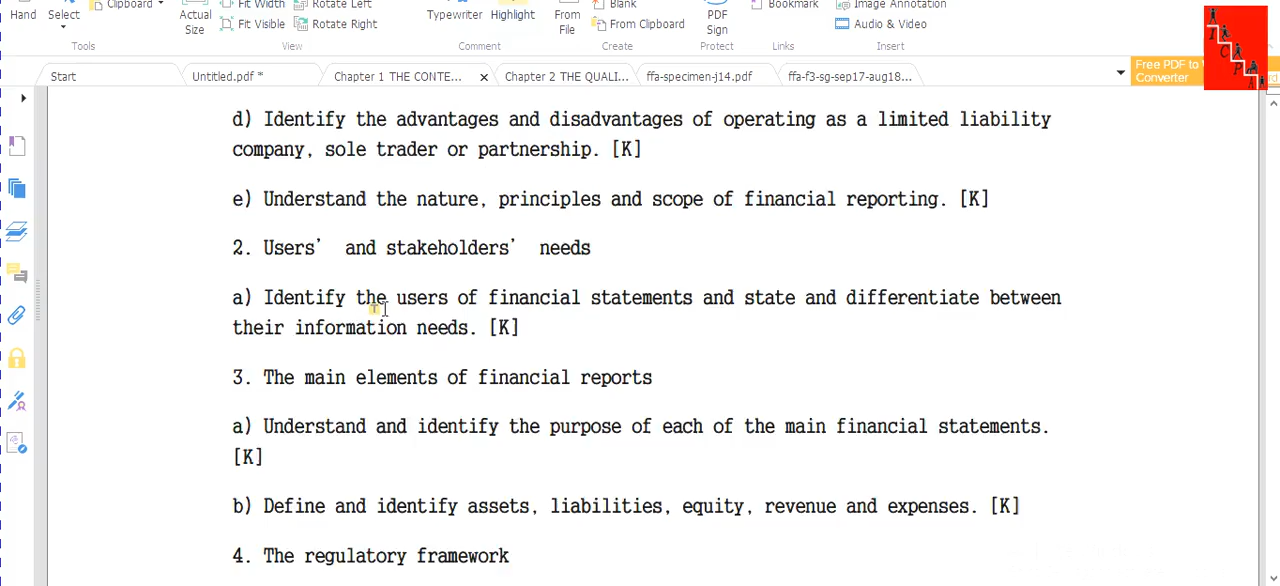 Hand
Select
Clipboard
Tools
Actual Size
Fit Width
Fit Visible
Rotate Left
Rotate Right
View
Typewriter
Highlight
Comment
From File
Blank
From Clipboard
Create
PDF Sign
Protect
Bookmark
Links
Image Annotation
Audio & Video
Insert
Start
Untitled.pdf *
Chapter 1 THE CONTE...
Chapter 2 THE QUALI...
ffa-specimen-j14.pdf
ffa-f3-sg-sep17-aug18...
Free PDF to
Converter
I C P A
d) Identify the advantages and disadvantages of operating as a limited liability
company, sole trader or partnership. [K]
e) Understand the nature, principles and scope of financial reporting. [K]
2. Users’ and stakeholders’ needs
a) Identify the users of financial statements and state and differentiate between
their information needs. [K]
3. The main elements of financial reports
a) Understand and identify the purpose of each of the main financial statements.
[K]
b) Define and identify assets, liabilities, equity, revenue and expenses. [K]
4. The regulatory framework